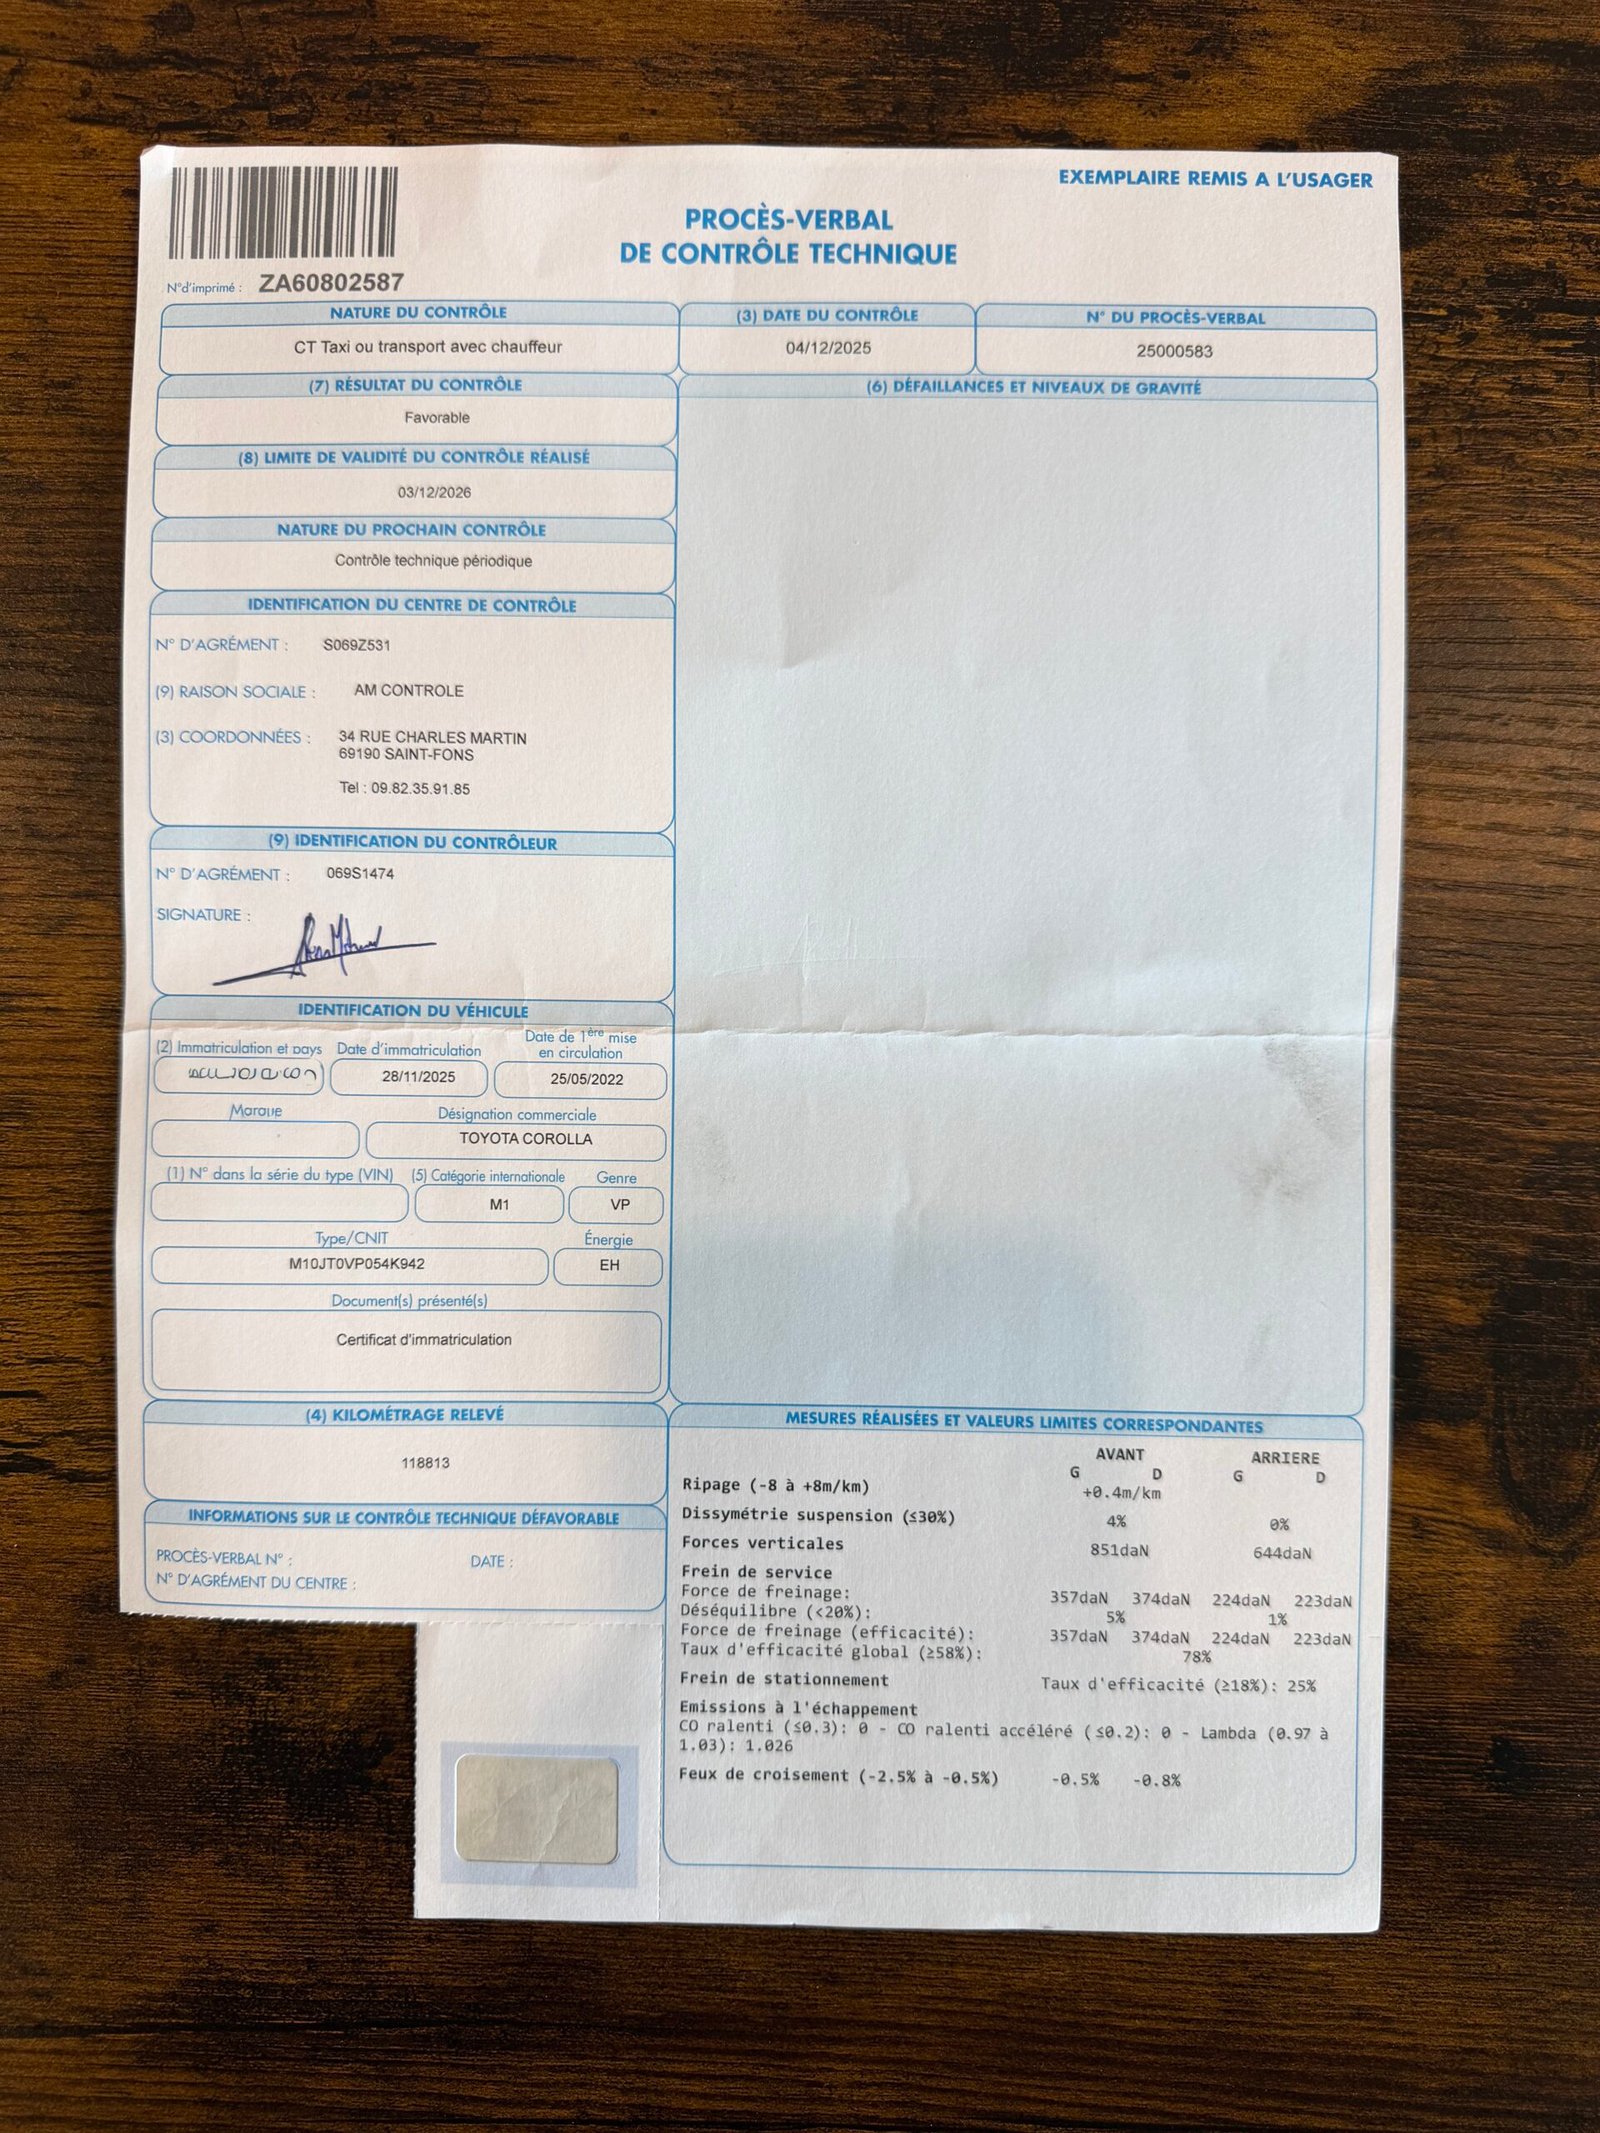 EXEMPLAIRE REMIS A L'USAGER
PROCÈS-VERBAL
DE CONTRÔLE TECHNIQUE
N°d'imprimé : ZA60802587
NATURE DU CONTRÔLE
CT Taxi ou transport avec chauffeur
(3) DATE DU CONTRÔLE
04/12/2025
N° DU PROCÈS-VERBAL
25000583
(7) RÉSULTAT DU CONTRÔLE
Favorable
(6) DÉFAILLANCES ET NIVEAUX DE GRAVITÉ
(8) LIMITE DE VALIDITÉ DU CONTRÔLE RÉALISÉ
03/12/2026
NATURE DU PROCHAIN CONTRÔLE
Contrôle technique périodique
IDENTIFICATION DU CENTRE DE CONTRÔLE
N° D'AGRÉMENT : S069Z531
(9) RAISON SOCIALE : AM CONTROLE
(3) COORDONNÉES : 34 RUE CHARLES MARTIN
69190 SAINT-FONS
Tel : 09.82.35.91.85
(9) IDENTIFICATION DU CONTRÔLEUR
N° D'AGRÉMENT : 069S1474
SIGNATURE :
IDENTIFICATION DU VÉHICULE
(2) Immatriculation et pays
Date d'immatriculation
28/11/2025
Date de 1ère mise
en circulation
25/05/2022
Marque
Désignation commerciale
TOYOTA COROLLA
(1) N° dans la série du type (VIN)
(5) Catégorie internationale
M1
Genre
VP
Type/CNIT
M10JT0VP054K942
Énergie
EH
Document(s) présenté(s)
Certificat d'immatriculation
(4) KILOMÉTRAGE RELEVÉ
118813
INFORMATIONS SUR LE CONTRÔLE TECHNIQUE DÉFAVORABLE
PROCÈS-VERBAL N° : DATE :
N° D'AGRÉMENT DU CENTRE :
MESURES RÉALISÉES ET VALEURS LIMITES CORRESPONDANTES
AVANT ARRIERE
G D G D
Ripage (-8 à +8m/km) +0.4m/km
Dissymétrie suspension (≤30%) 4% 0%
Forces verticales 851daN 644daN
Frein de service
Force de freinage: 357daN 374daN 224daN 223daN
Déséquilibre (<20%): 5% 1%
Force de freinage (efficacité): 357daN 374daN 224daN 223daN
Taux d'efficacité global (≥58%): 78%
Frein de stationnement Taux d'efficacité (≥18%): 25%
Emissions à l'échappement
CO ralenti (≤0.3): 0 - CO ralenti accéléré (≤0.2): 0 - Lambda (0.97 à
1.03): 1.026
Feux de croisement (-2.5% à -0.5%) -0.5% -0.8%